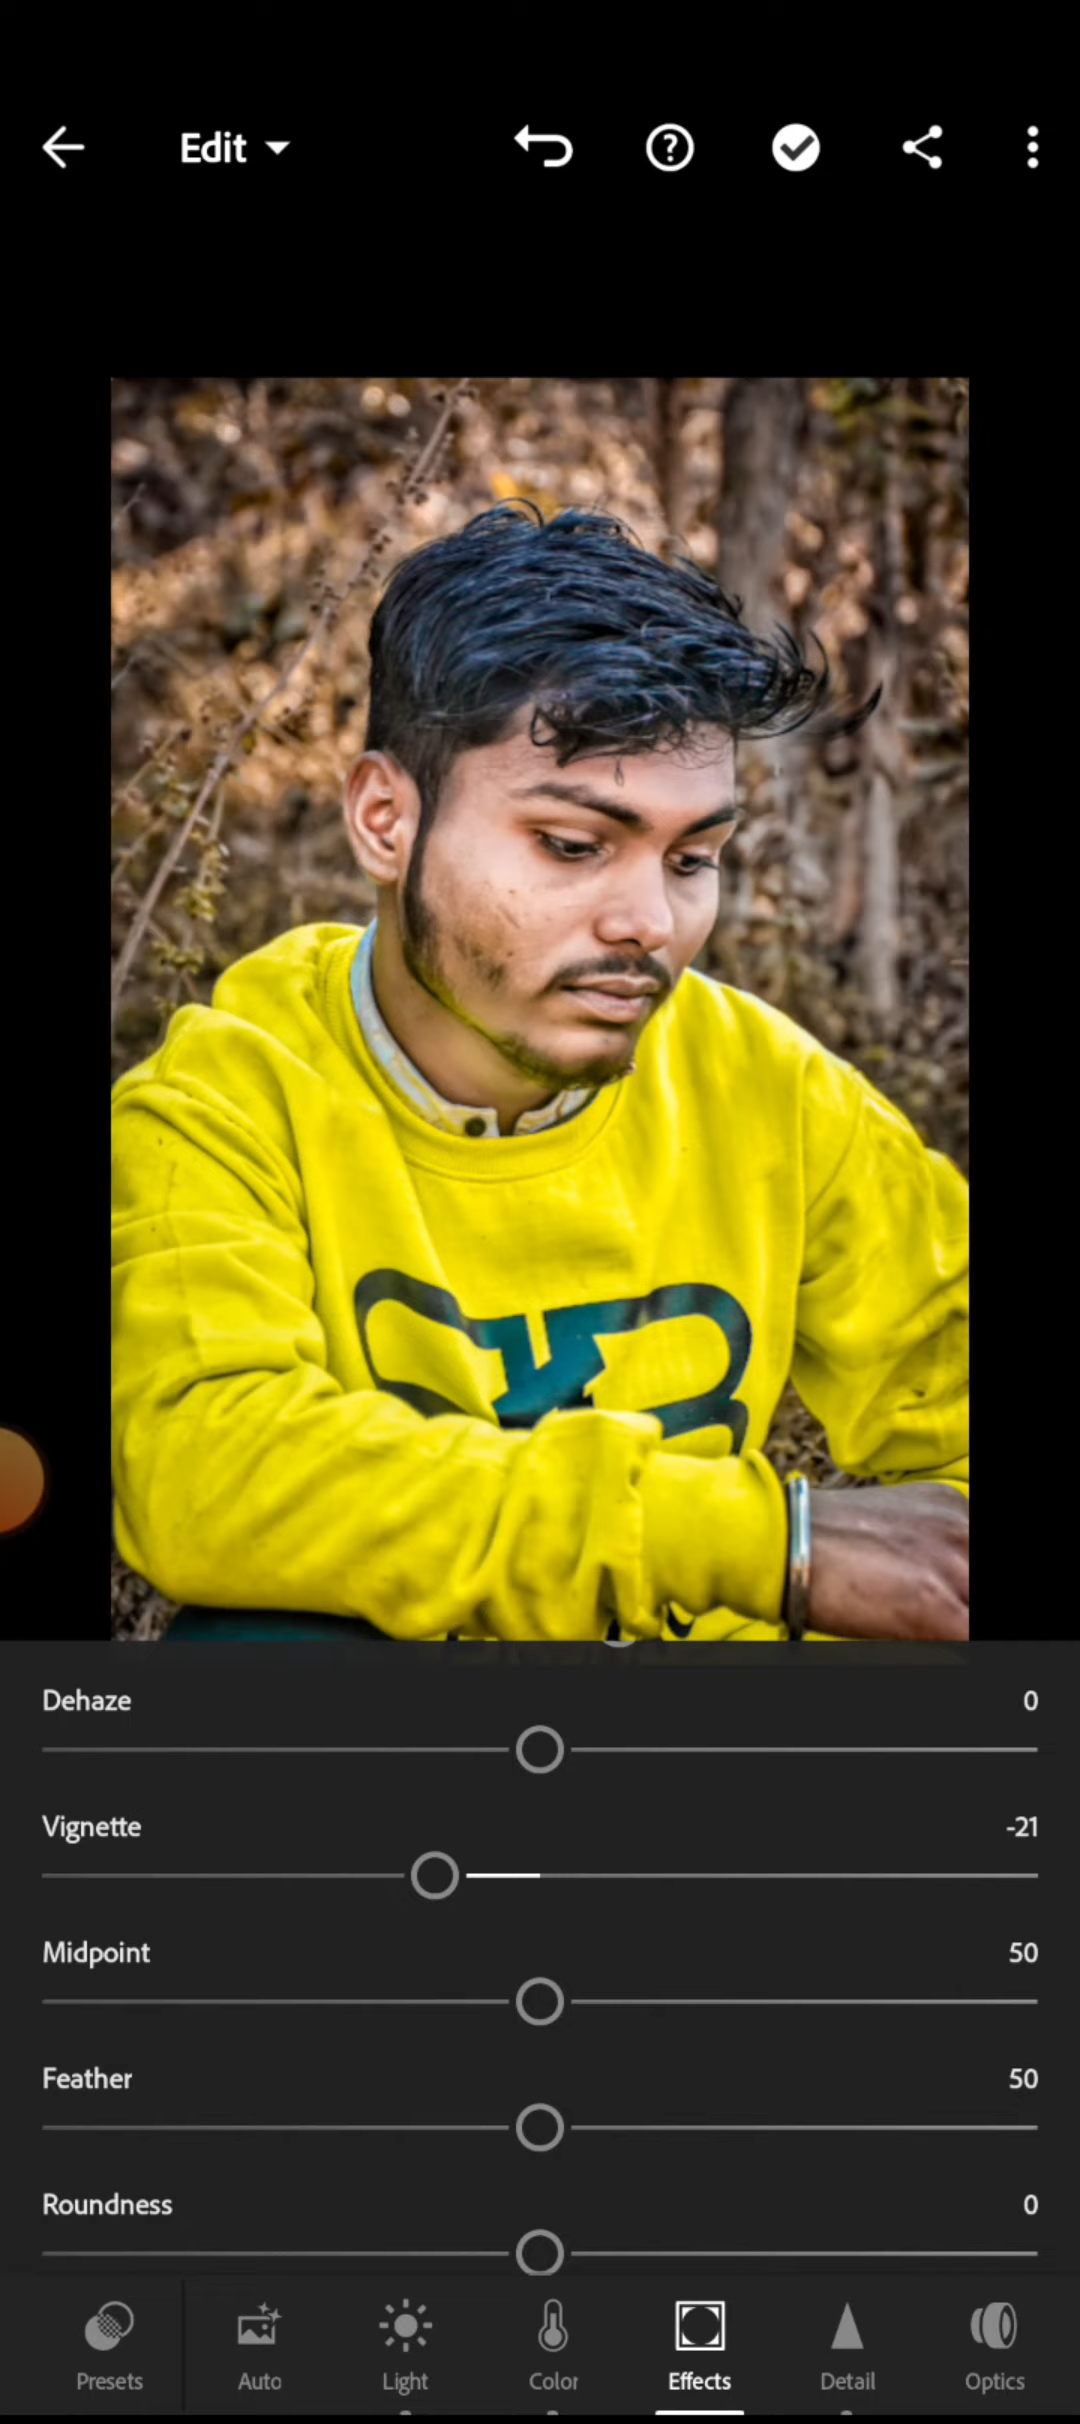 Edit
Dehaze 0
Vignette -21
Midpoint 50
Feather 50
Roundness 0
Presets Auto Light Color Effects Detail Optics